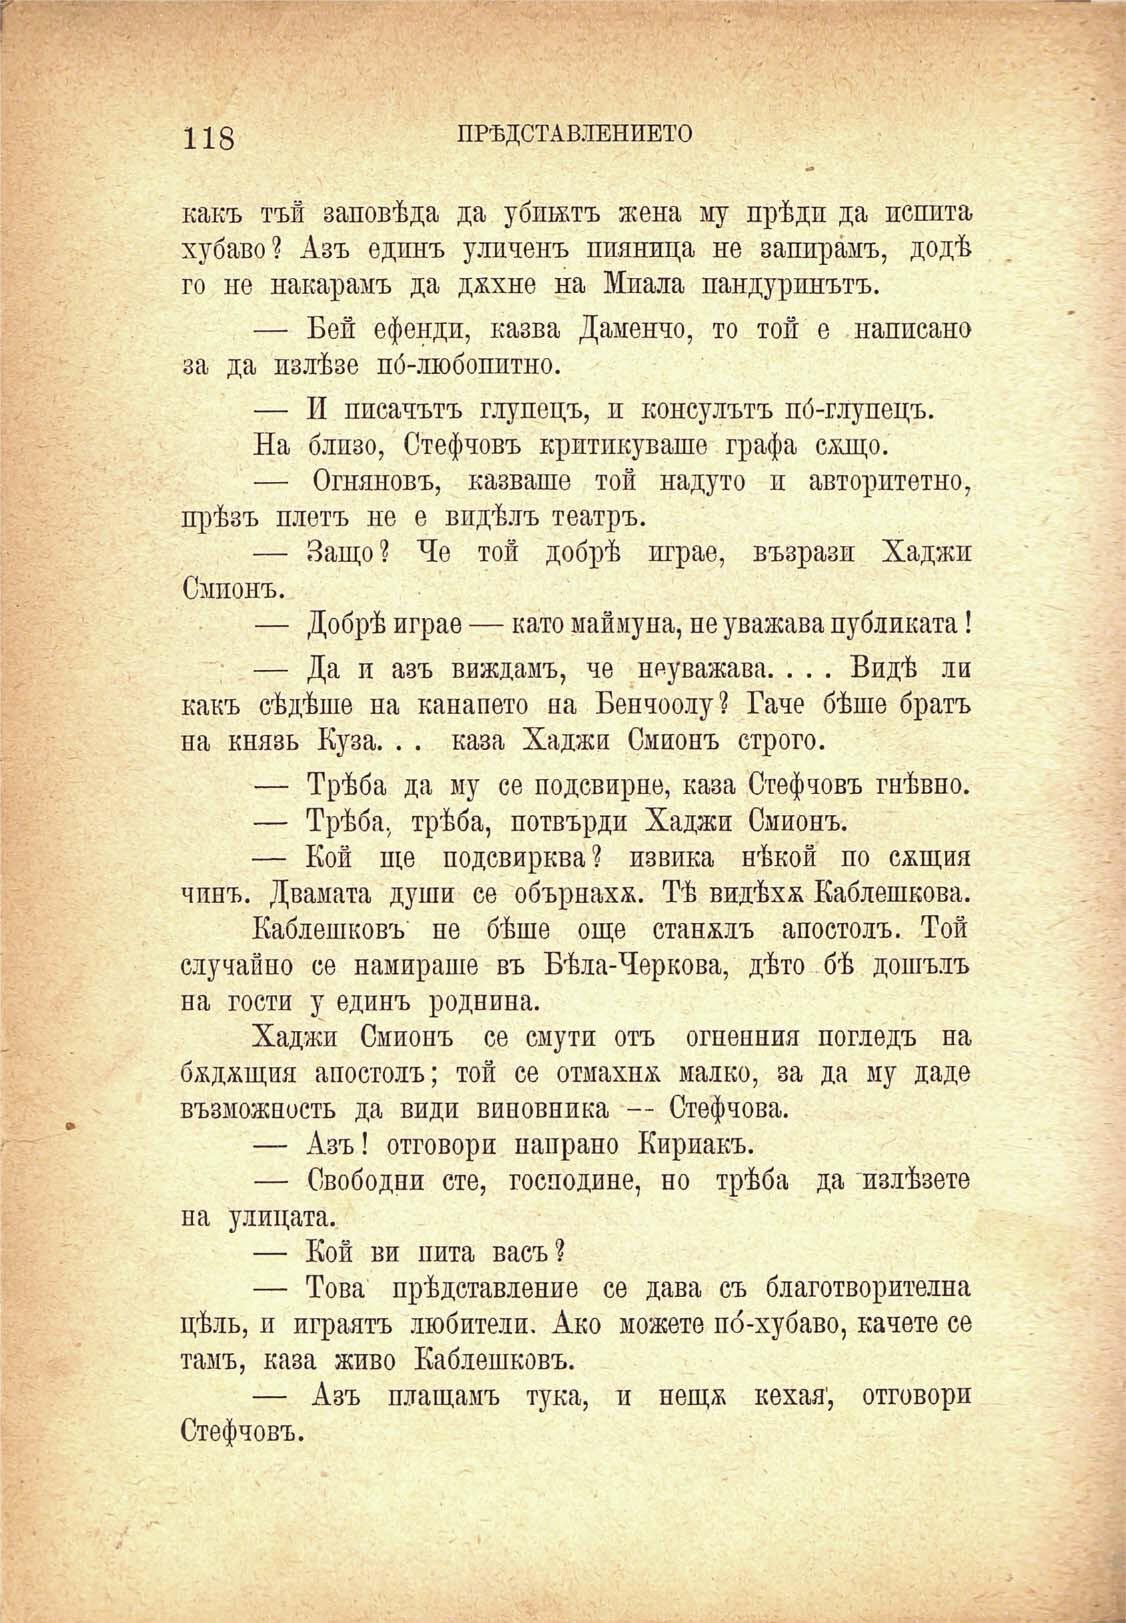 118
ПРѢДСТАВЛЕНИЕТО
какъ тъй заповѣда да убиѭтъ жена му прѣди да испита
хубаво? Азъ единъ уличенъ пияница не запирамъ, додѣ
го не накарамъ да дѫхне на Миала пандуринътъ.
— Бей ефенди, казва Даменчо, то той е написано
за да излѣзе по́-любопитно.
— И писачътъ глупецъ, и консулътъ по́-глупецъ.
На близо, Стефчовъ критикуваше графа сѫщо.
— Огняновъ, казваше той надуто и авторитетно,
прѣзъ плетъ не е видѣлъ театръ.
— Защо? Че той добрѣ играе, възрази Хаджи
Смионъ.
— Добрѣ играе — като маймуна, не уважава публиката!
— Да и азъ виждамъ, че неуважава. . . . Видѣ ли
какъ сѣдѣше на канапето на Бенчоолу? Гаче бѣше братъ
на князь Куза. . . каза Хаджи Смионъ строго.
— Трѣба да му се подсвирне, каза Стефчовъ гнѣвно.
— Трѣба, трѣба, потвърди Хаджи Смионъ.
— Кой ще подсвирква? извика нѣкой по сѫщия
чинъ. Двамата души се обърнахѫ. Тѣ видѣхѫ Каблешкова.
Каблешковъ не бѣше още станѫлъ апостолъ. Той
случайно се намираше въ Бѣла-Черкова, дѣто бѣ дошълъ
на гости у единъ роднина.
Хаджи Смионъ се смути отъ огненния погледъ на
бѫдѫщия апостолъ; той се отмахнѫ малко, за да му даде
възможность да види виновника -- Стефчова.
— Азъ! отговори напрано Кириакъ.
— Свободни сте, господине, но трѣба да излѣзете
на улицата.
— Кой ви пита васъ?
— Това прѣдставление се дава съ благотворителна
цѣль, и играятъ любители. Ако можете по́-хубаво, качете се
тамъ, каза живо Каблешковъ.
— Азъ плащамъ тука, и нещѫ кехая, отговори
Стефчовъ.